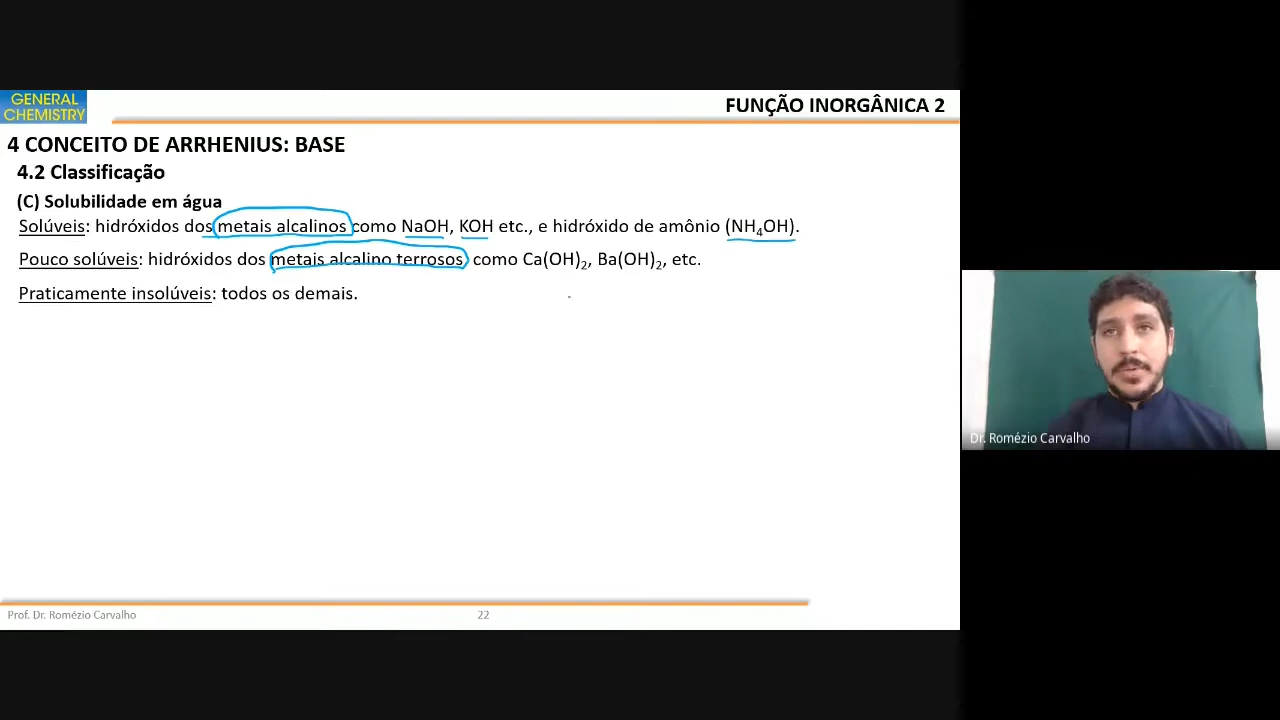 GENERAL
CHEMISTRY
FUNÇÃO INORGÂNICA 2
4 CONCEITO DE ARRHENIUS: BASE
4.2 Classificação
(C) Solubilidade em água
Solúveis: hidróxidos dos metais alcalinos como NaOH, KOH etc., e hidróxido de amônio (NH₄OH).
Pouco solúveis: hidróxidos dos metais alcalino terrosos como Ca(OH)₂, Ba(OH)₂, etc.
Praticamente insolúveis: todos os demais.
Dr. Romézio Carvalho
Prof. Dr. Romézio Carvalho
22